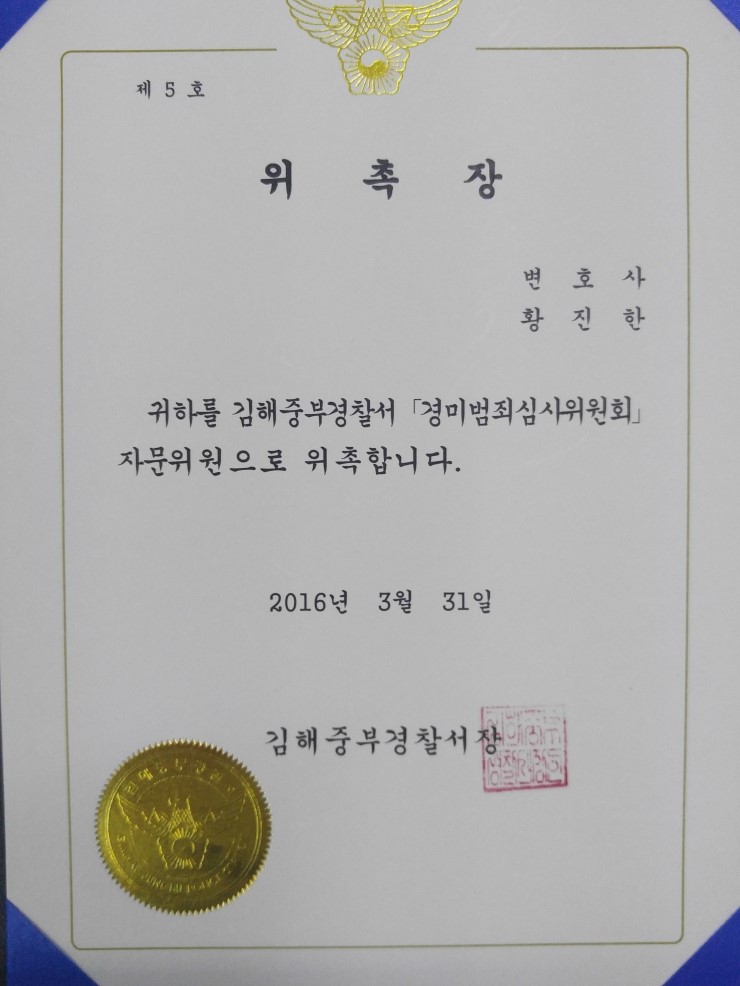 제 5 호
위 촉 장
변 호 사
황 진 한
귀하를 김해중부경찰서 「경미범죄심사위원회」
자문위원으로 위촉합니다.
2016년 3월 31일
김해중부경찰서장